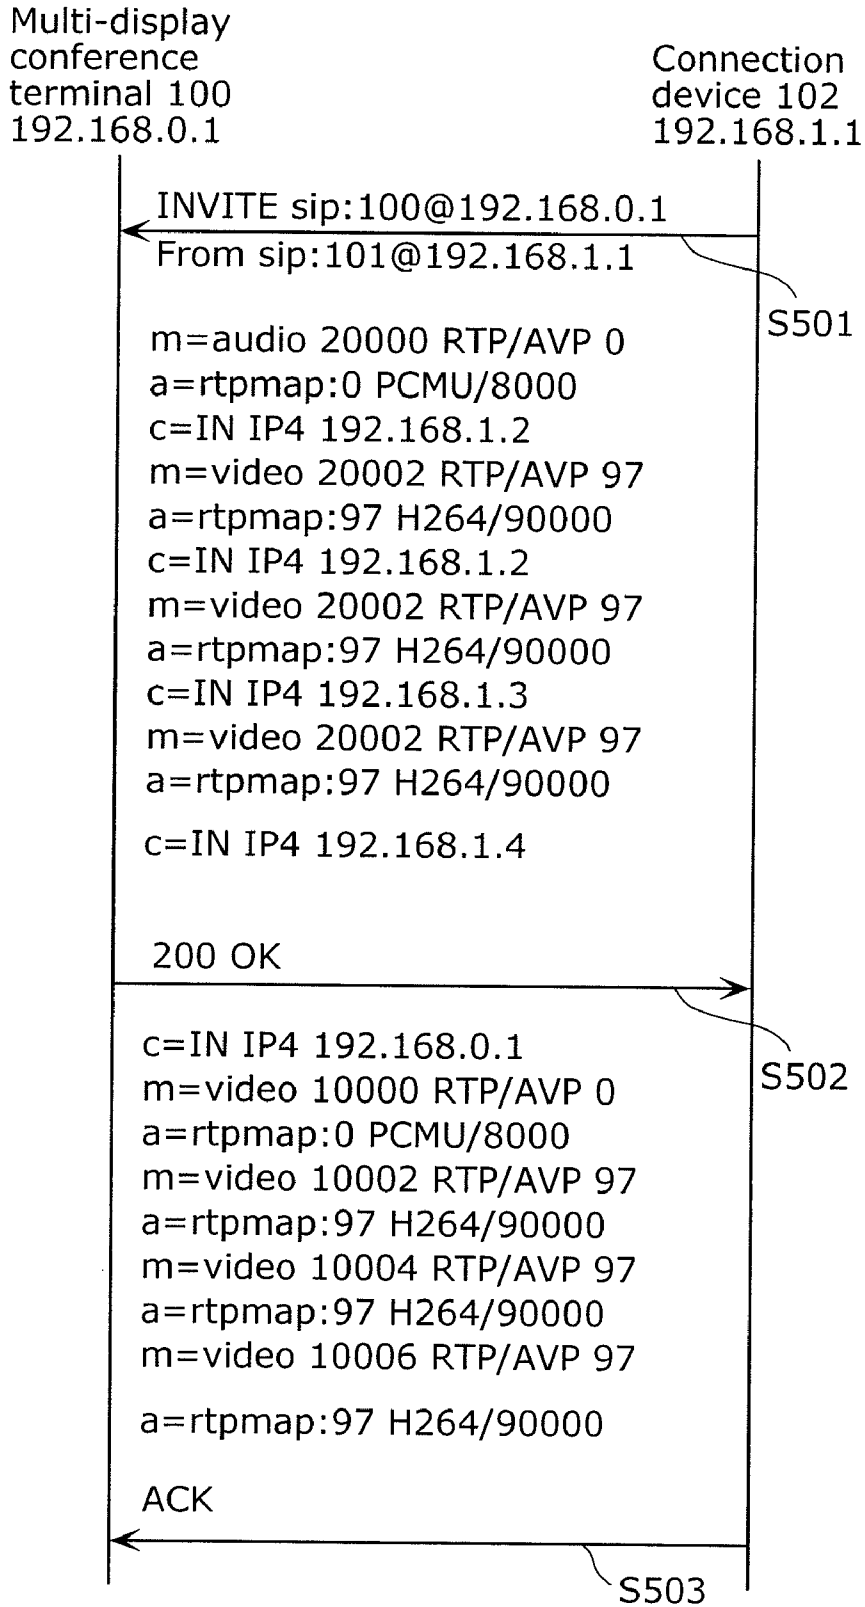 Multi-display
conference
terminal 100
192.168.0.1
Connection
device 102
192.168.1.1
INVITE sip:100@192.168.0.1
From sip:101@192.168.1.1
S501
m=audio 20000 RTP/AVP 0
a=rtpmap:0 PCMU/8000
c=IN IP4 192.168.1.2
m=video 20002 RTP/AVP 97
a=rtpmap:97 H264/90000
c=IN IP4 192.168.1.2
m=video 20002 RTP/AVP 97
a=rtpmap:97 H264/90000
c=IN IP4 192.168.1.3
m=video 20002 RTP/AVP 97
a=rtpmap:97 H264/90000
c=IN IP4 192.168.1.4
200 OK
S502
c=IN IP4 192.168.0.1
m=video 10000 RTP/AVP 0
a=rtpmap:0 PCMU/8000
m=video 10002 RTP/AVP 97
a=rtpmap:97 H264/90000
m=video 10004 RTP/AVP 97
a=rtpmap:97 H264/90000
m=video 10006 RTP/AVP 97
a=rtpmap:97 H264/90000
ACK
S503